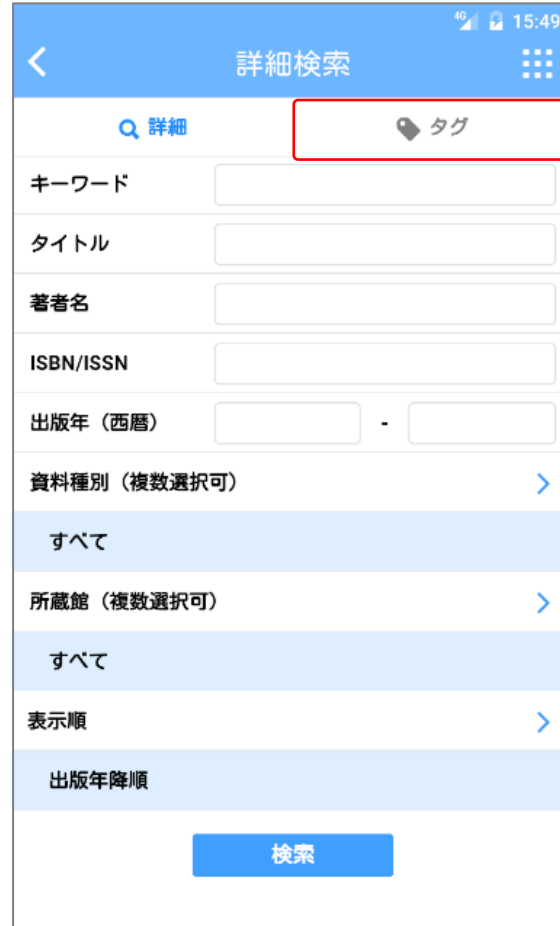 4G 15:49
詳細検索
詳細 タグ
キーワード
タイトル
著者名
ISBN/ISSN
出版年（西暦） -
資料種別（複数選択可）
すべて
所蔵館（複数選択可）
すべて
表示順
出版年降順
検索